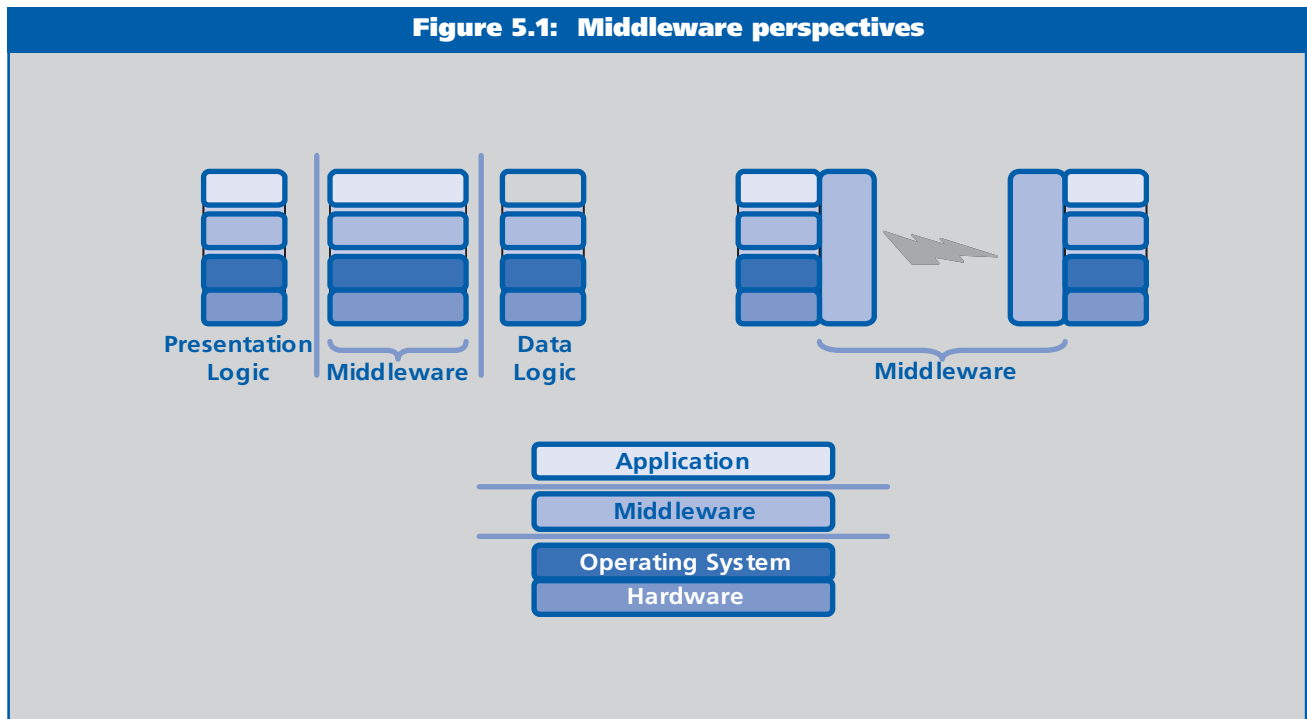 Figure 5.1: Middleware perspectives
Presentation
Logic
Middleware
Data
Logic
Middleware
Application
Middleware
Operating System
Hardware